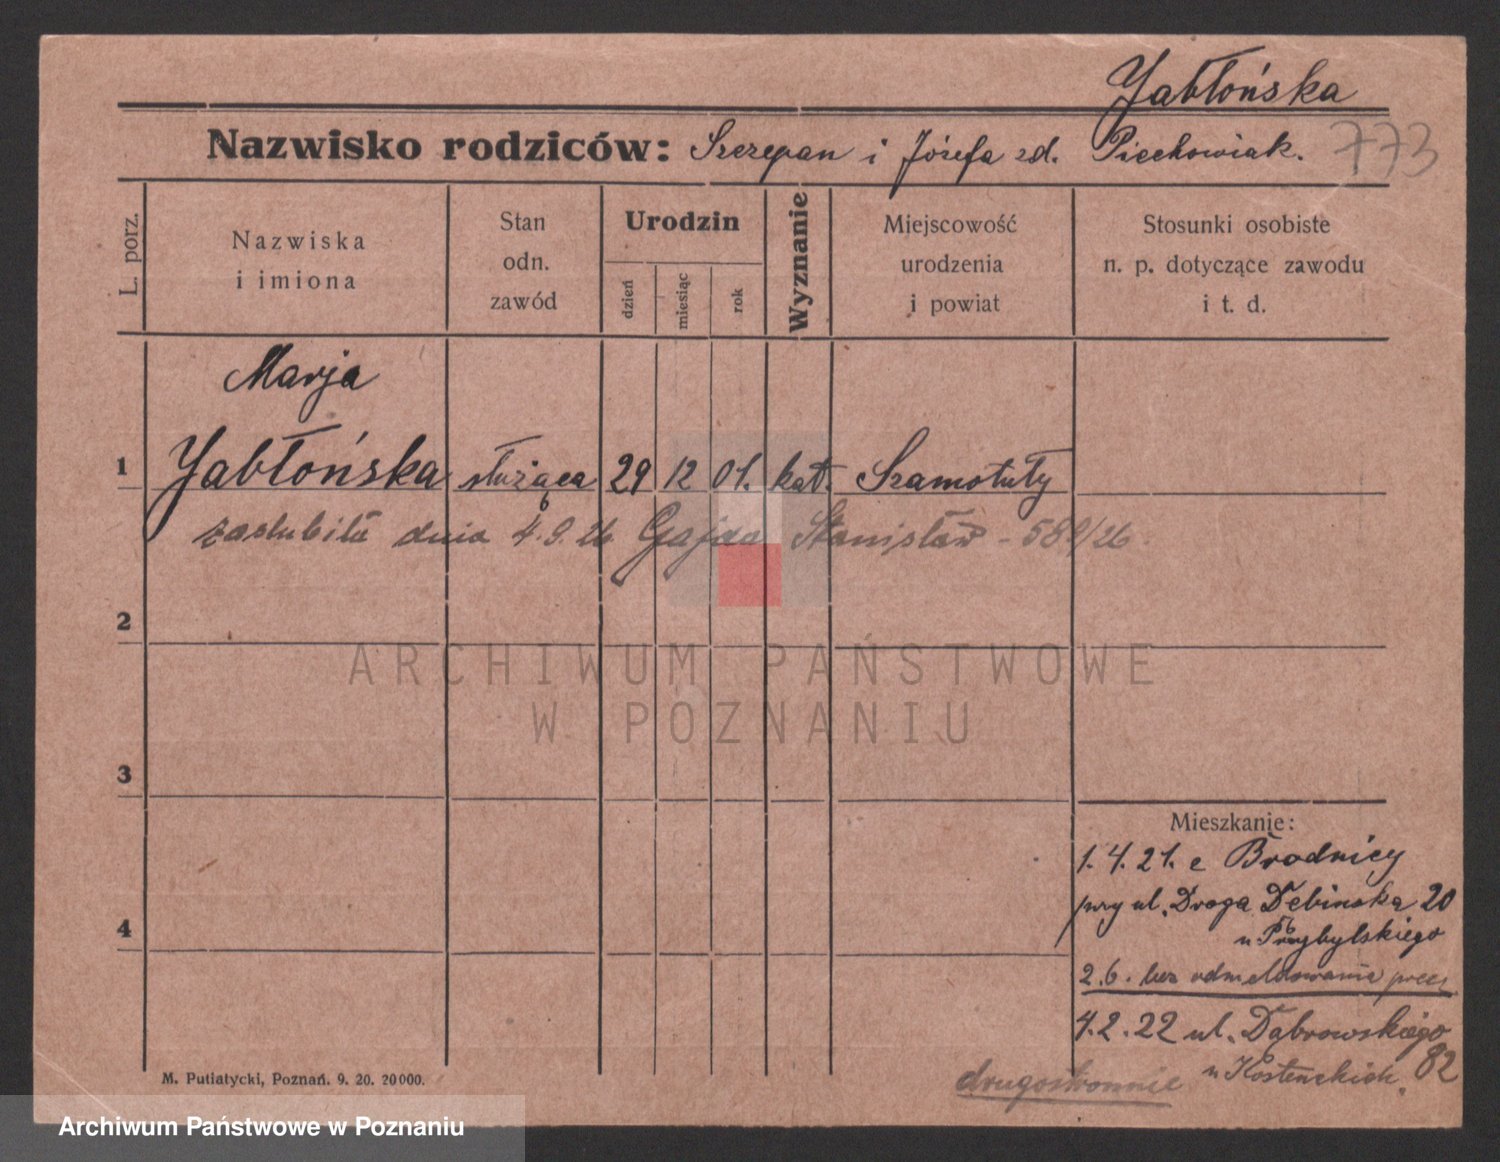 Jabłońska
Nazwisko rodziców: Szczepan i Józefa zd. Piechowiak. 773
L. porz.
Nazwiska
i imiona
Stan
odn.
zawód
Urodzin
dzień
miesiąc
rok
Wyznanie
Miejscowość
urodzenia
i powiat
Stosunki osobiste
n. p. dotyczące zawodu
i t. d.
Marja
1 Jabłońska służąca 29 12 01. kat. Szamotuły
zaślubiła dnia 4.9.26 Gajda Stanisław - 589/26
2
ARCHIWUM PAŃSTWOWE
W POZNANIU
3
4
Mieszkanie:
1.4.21. z Brodnicy
przy ul. Droga Dębińska 20
u Przybylskiego
2.6. bez odmeldowania precz
4.2.22 ul. Dąbrowskiego
82
drugostronnie
M. Putiatycki, Poznań. 9. 20. 20000.
Archiwum Państwowe w Poznaniu